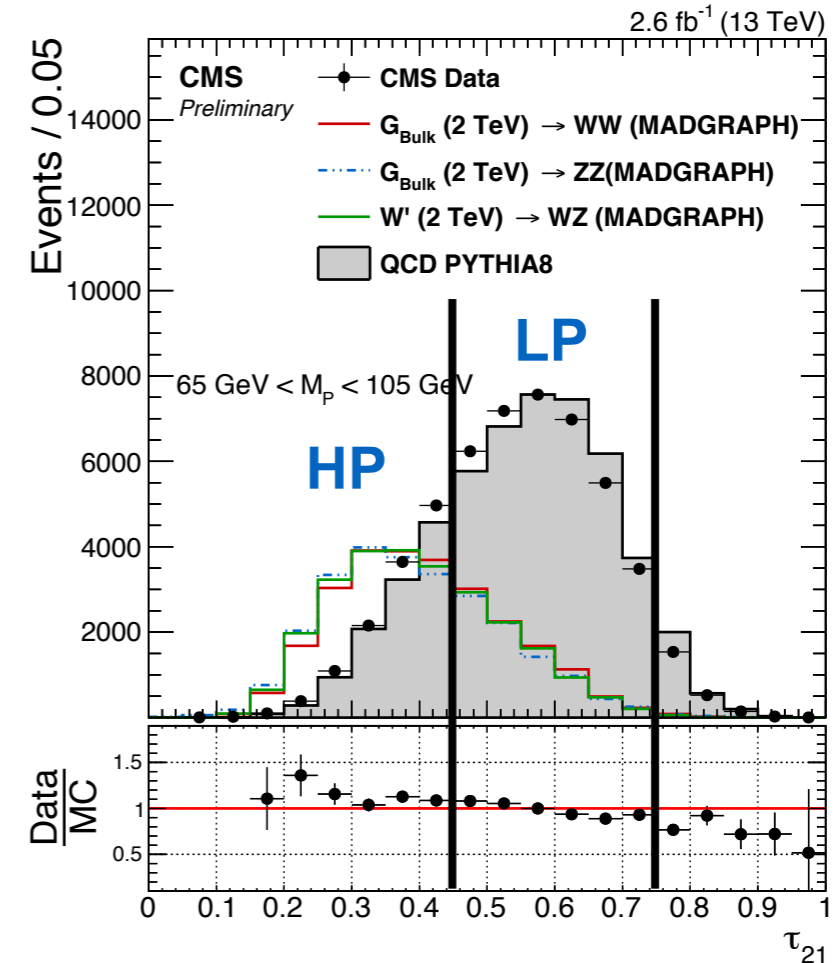 2.6 fb⁻¹ (13 TeV)
Events / 0.05
14000
12000
10000
8000
6000
4000
2000
CMS
Preliminary
CMS Data
G_Bulk (2 TeV) → WW (MADGRAPH)
G_Bulk (2 TeV) → ZZ(MADGRAPH)
W' (2 TeV) → WZ (MADGRAPH)
QCD PYTHIA8
LP
65 GeV < M_P < 105 GeV
HP
Data
MC
1.5
1
0.5
0 0.1 0.2 0.3 0.4 0.5 0.6 0.7 0.8 0.9 1
τ₂₁